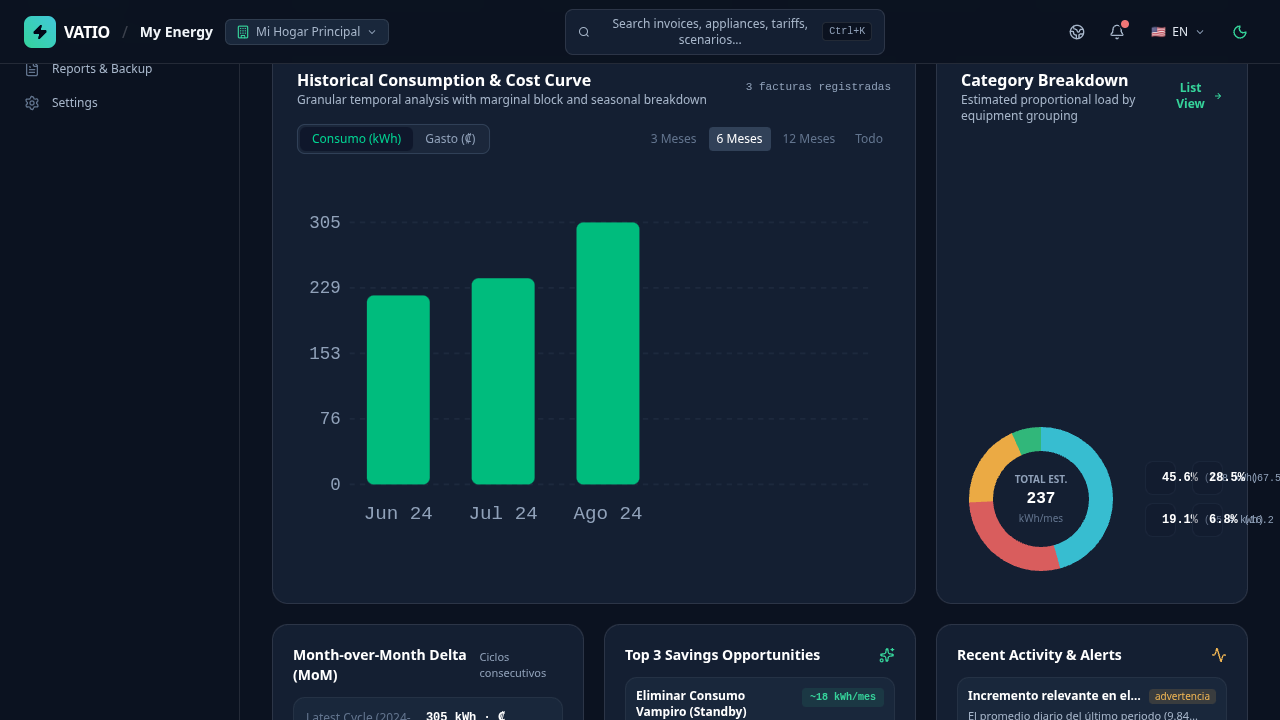 VATIO / My Energy
Mi Hogar Principal
Search invoices, appliances, tariffs,
scenarios...
Ctrl+K
EN
Reports & Backup
Settings
Historical Consumption & Cost Curve
Granular temporal analysis with marginal block and seasonal breakdown
3 facturas registradas
Consumo (kWh)
Gasto (₡)
3 Meses
6 Meses
12 Meses
Todo
305
229
153
76
0
Jun 24
Jul 24
Ago 24
Category Breakdown
Estimated proportional load by
equipment grouping
List
View
TOTAL EST.
237
kWh/mes
45.6%
28.5%
19.1%
6.8%
Month-over-Month Delta
(MoM)
Ciclos
consecutivos
Latest Cycle (2024-
305 kWh · ₡
Top 3 Savings Opportunities
Eliminar Consumo
Vampiro (Standby)
~18 kWh/mes
Recent Activity & Alerts
Incremento relevante en el...
advertencia
El promedio diario del último periodo (9.84...